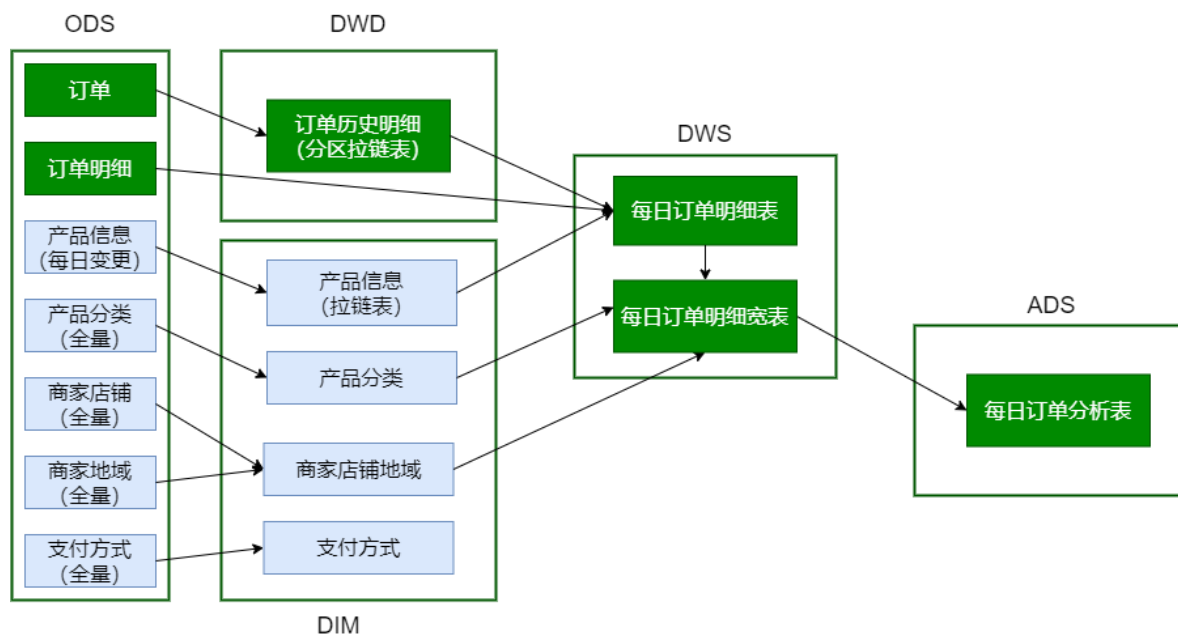 ODS
订单
订单明细
产品信息
(每日变更)
产品分类
(全量)
商家店铺
(全量)
商家地域
(全量)
支付方式
(全量)
DWD
订单历史明细
(分区拉链表)
产品信息
(拉链表)
产品分类
商家店铺地域
支付方式
DIM
DWS
每日订单明细表
每日订单明细宽表
ADS
每日订单分析表